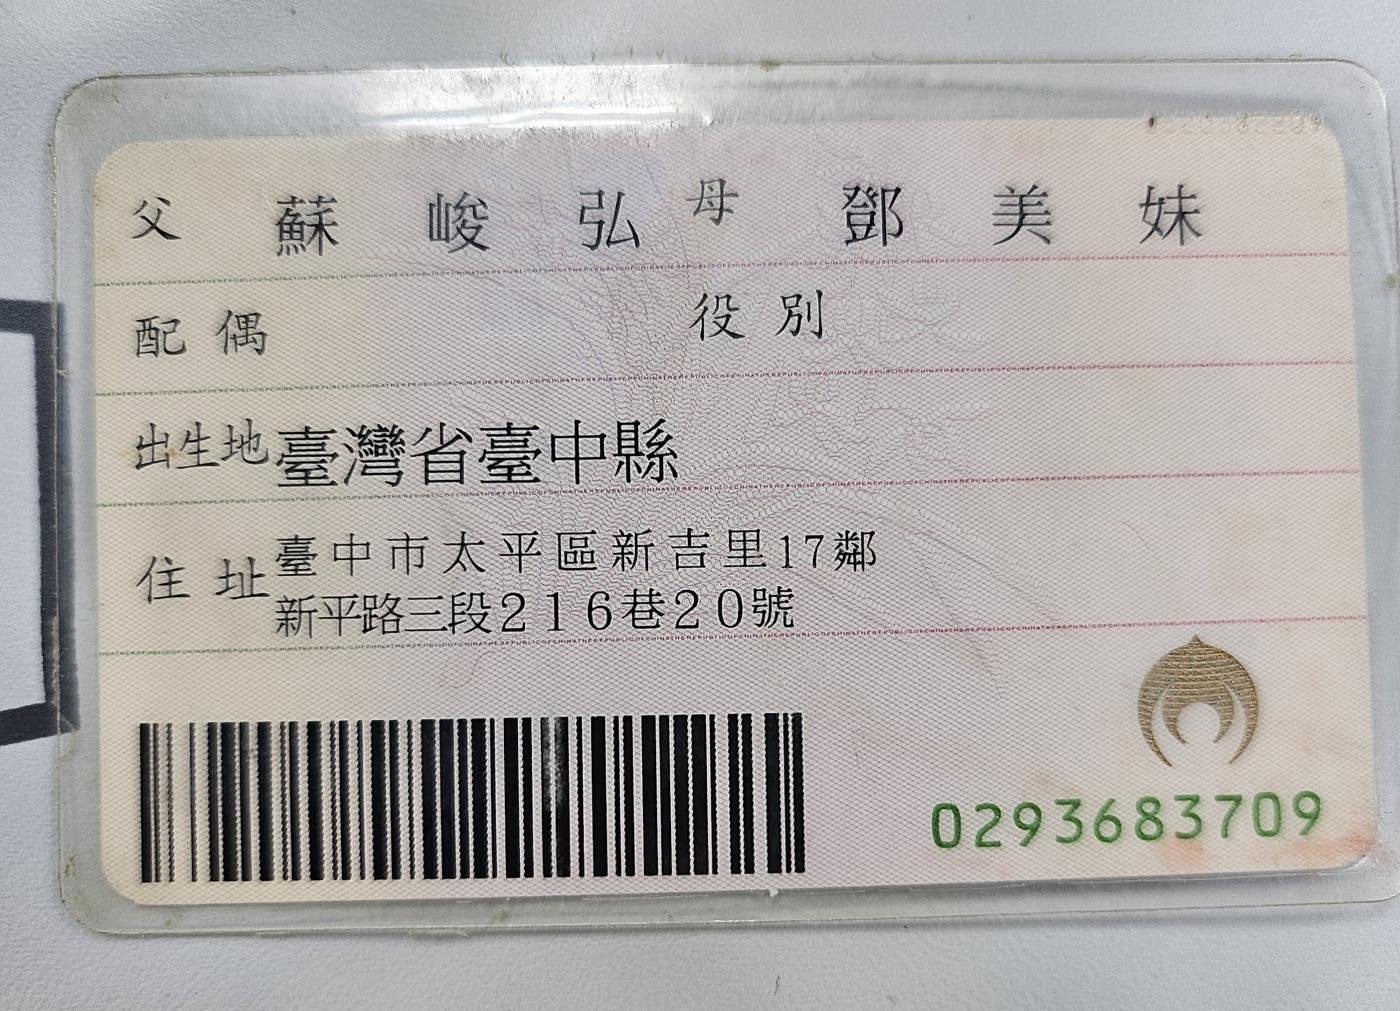 父 蘇峻弘 母 鄧美妹
配偶 役別
出生地 臺灣省臺中縣
住址 臺中市太平區新吉里17鄰
新平路三段216巷20號
0293683709